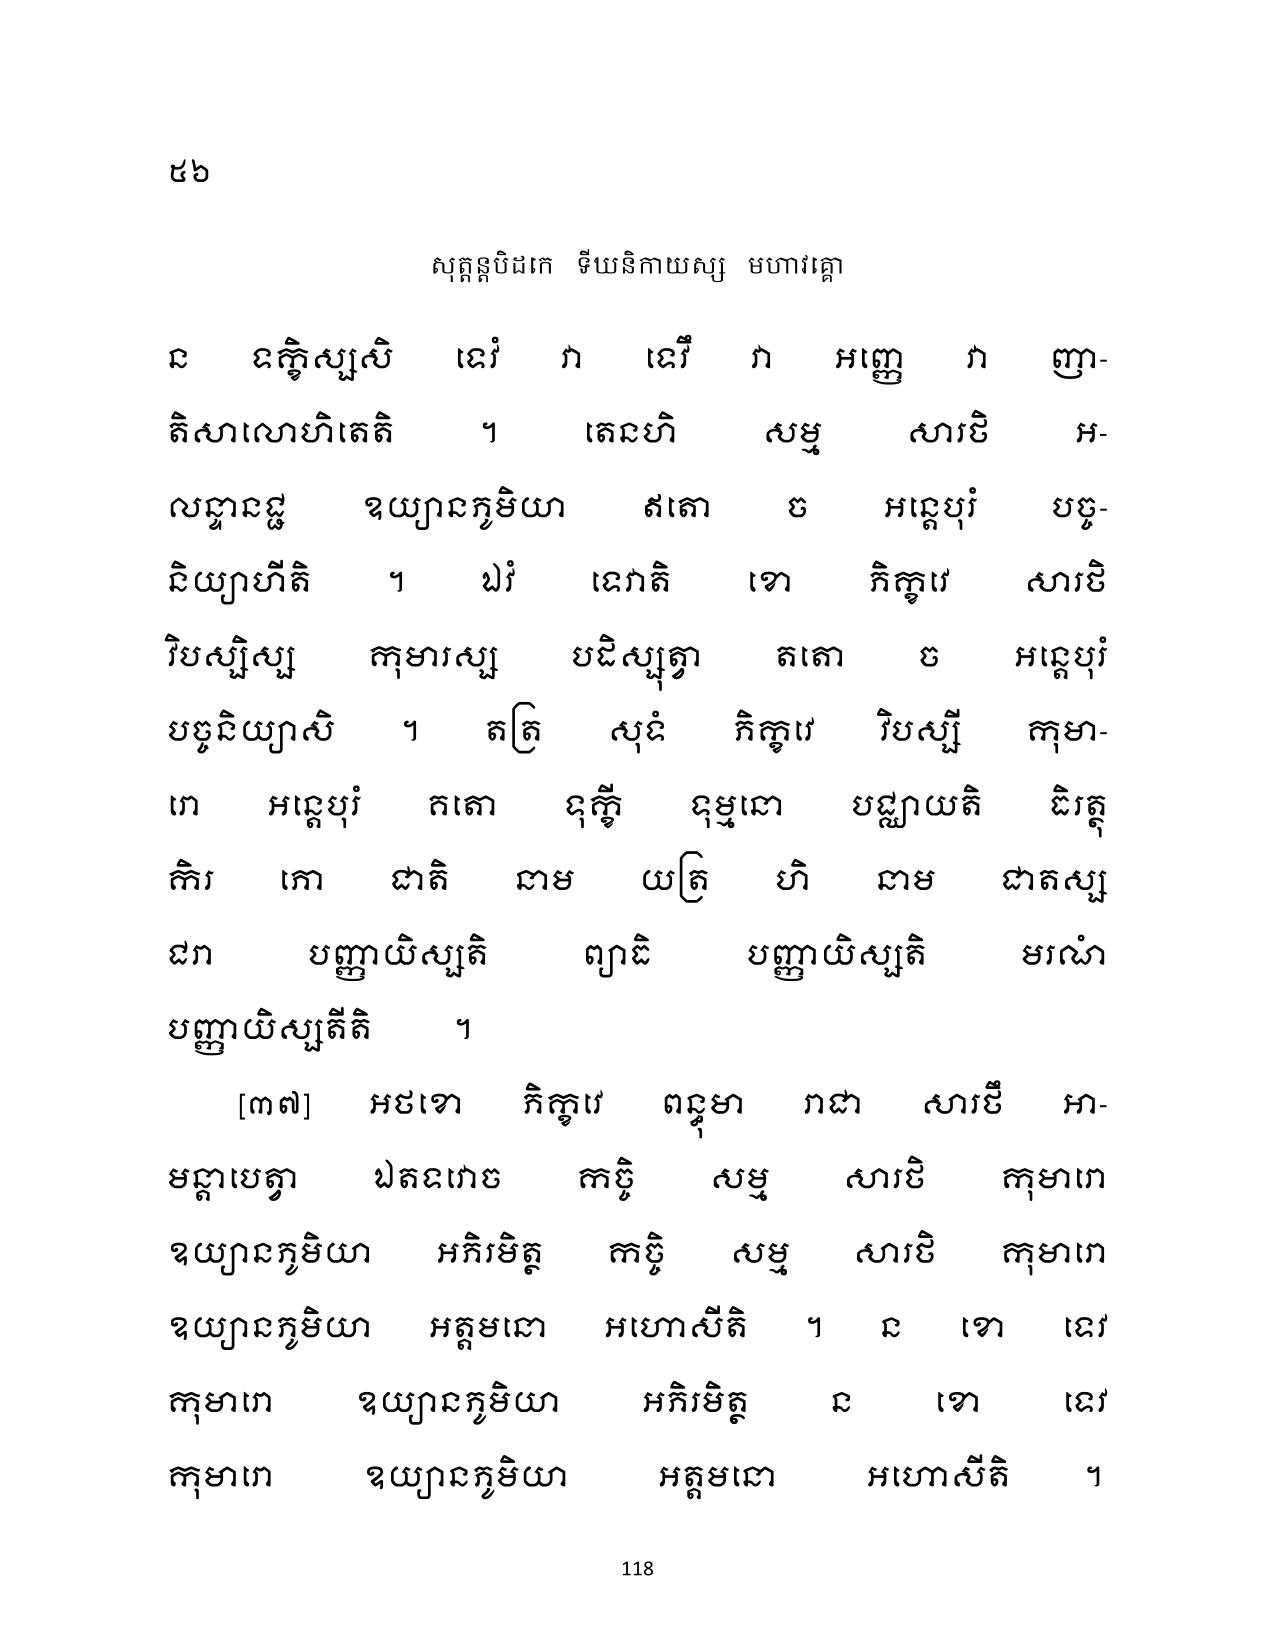 ៥៦
សុត្តន្តបិដកេ ទីឃនិកាយស្ស មហាវគ្គោ
ន ទក្ខិស្សសិ ទេវំ វា ទេវឹ វា អញ្ញេ វា ញា-
តិសាលោហិតេតិ ។ តេនហិ សម្ម សារថិ អ-
លន្ទានជ្ជ ឧយ្យានភូមិយា ឥតោ ច អន្តេបុរំ បច្ច-
និយ្យាហីតិ ។ ឯវំ ទេវាតិ ខោ ភិក្ខវេ សារថិ
វិបស្សិស្ស កុមារស្ស បដិស្សុត្វា តតោ ច អន្តេបុរំ
បច្ចនិយ្យាសិ ។ តត្រ សុទំ ភិក្ខវេ វិបស្សី កុមា-
រោ អន្តេបុរំ គតោ ទុក្ខី ទុម្មនោ បជ្ឈាយតិ ធិរត្ថុ
កិរ ភោ ជាតិ នាម យត្រ ហិ នាម ជាតស្ស
ជរា បញ្ញាយិស្សតិ ព្យាធិ បញ្ញាយិស្សតិ មរណំ
បញ្ញាយិស្សតីតិ ។
[៣៧] អថខោ ភិក្ខវេ ពន្ធុមា រាជា សារថឹ អា-
មន្តាបេត្វា ឯតទវោច កច្ចិ សម្ម សារថិ កុមារោ
ឧយ្យានភូមិយា អភិរមិត្ថ កច្ចិ សម្ម សារថិ កុមារោ
ឧយ្យានភូមិយា អត្តមនោ អហោសីតិ ។ ន ខោ ទេវ
កុមារោ ឧយ្យានភូមិយា អភិរមិត្ថ ន ខោ ទេវ
កុមារោ ឧយ្យានភូមិយា អត្តមនោ អហោសីតិ ។
118